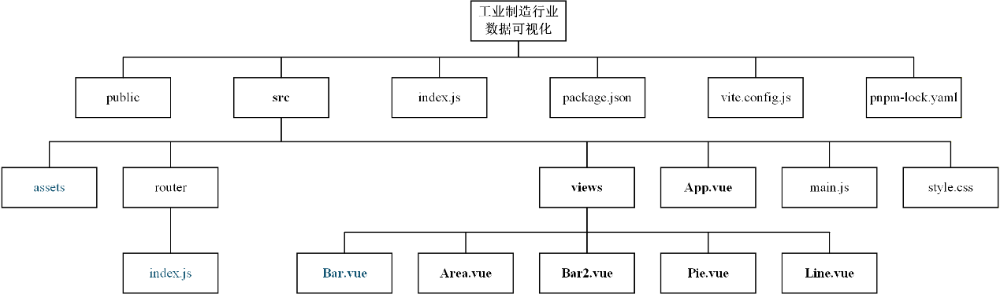 工业制造行业
数据可视化
public
src
index.js
package.json
vite.config.js
pnpm-lock.yaml
assets
router
views
App.vue
main.js
style.css
index.js
Bar.vue
Area.vue
Bar2.vue
Pie.vue
Line.vue